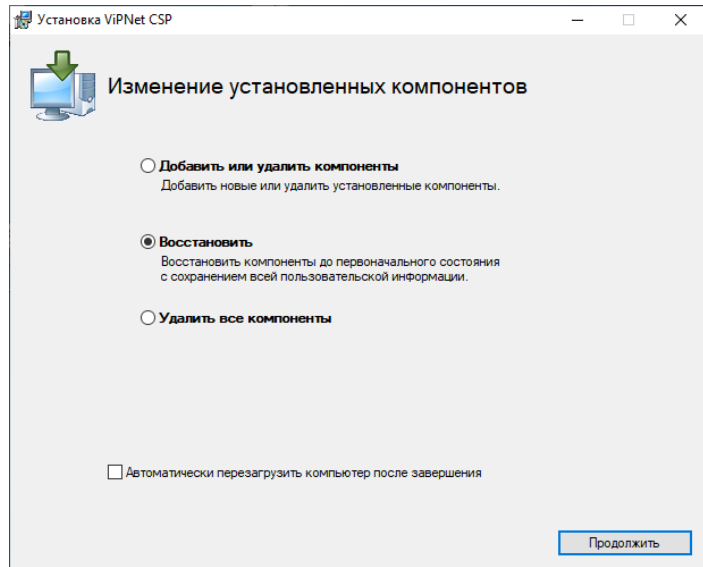 Установка ViPNet CSP
Изменение установленных компонентов
Добавить или удалить компоненты
Добавить новые или удалить установленные компоненты.
Восстановить
Восстановить компоненты до первоначального состояния
с сохранением всей пользовательской информации.
Удалить все компоненты
Автоматически перезагрузить компьютер после завершения
Продолжить